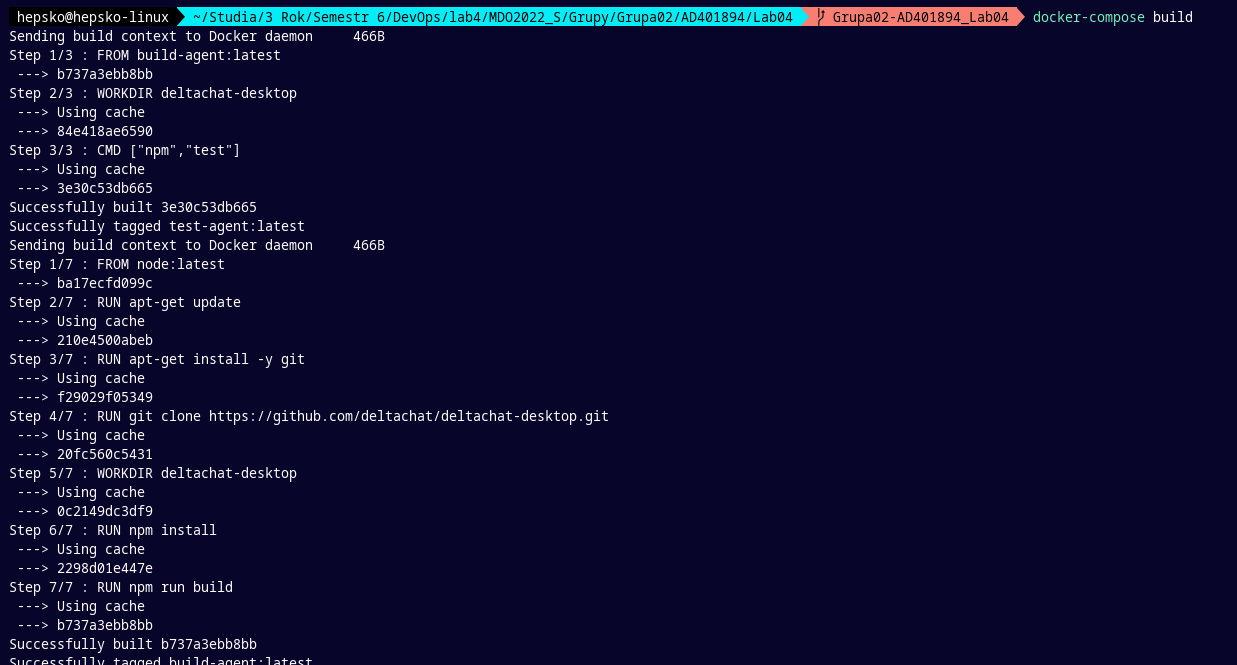 hepsko@hepsko-linux ~/Studia/3 Rok/Semestr 6/DevOps/lab4/MDO2022_S/Grupy/Grupa02/AD401894/Lab04 Grupa02-AD401894_Lab04 docker-compose build
Sending build context to Docker daemon     466B
Step 1/3 : FROM build-agent:latest
 ---> b737a3ebb8bb
Step 2/3 : WORKDIR deltachat-desktop
 ---> Using cache
 ---> 84e418ae6590
Step 3/3 : CMD ["npm","test"]
 ---> Using cache
 ---> 3e30c53db665
Successfully built 3e30c53db665
Successfully tagged test-agent:latest
Sending build context to Docker daemon     466B
Step 1/7 : FROM node:latest
 ---> ba17ecfd099c
Step 2/7 : RUN apt-get update
 ---> Using cache
 ---> 210e4500abeb
Step 3/7 : RUN apt-get install -y git
 ---> Using cache
 ---> f29029f05349
Step 4/7 : RUN git clone https://github.com/deltachat/deltachat-desktop.git
 ---> Using cache
 ---> 20fc560c5431
Step 5/7 : WORKDIR deltachat-desktop
 ---> Using cache
 ---> 0c2149dc3df9
Step 6/7 : RUN npm install
 ---> Using cache
 ---> 2298d01e447e
Step 7/7 : RUN npm run build
 ---> Using cache
 ---> b737a3ebb8bb
Successfully built b737a3ebb8bb
Successfully tagged build-agent:latest